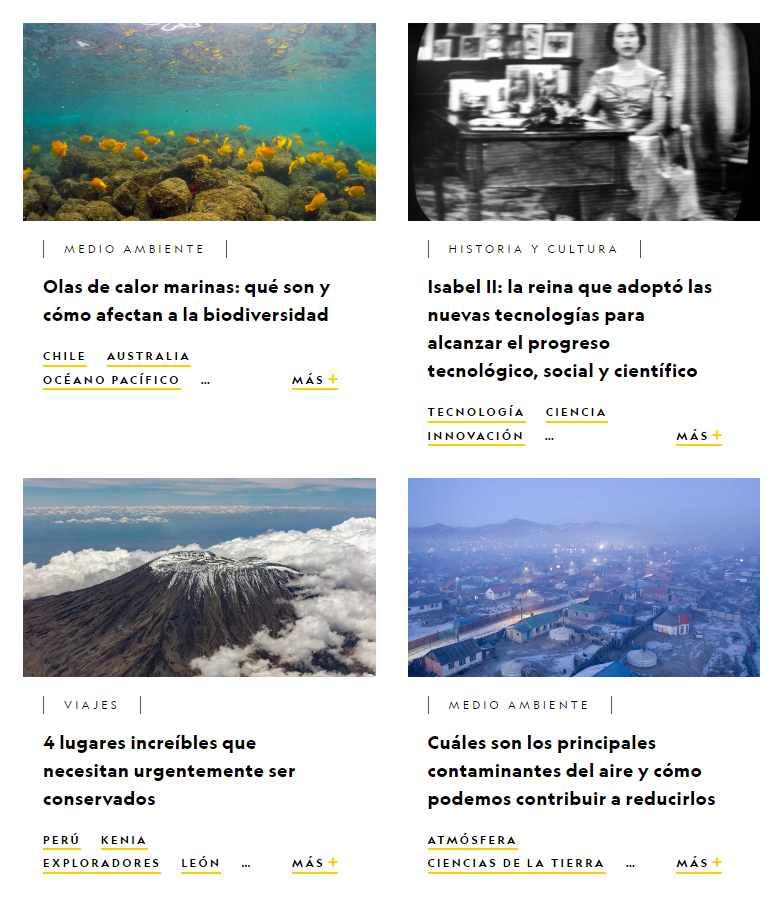 MEDIO AMBIENTE
Olas de calor marinas: qué son y
cómo afectan a la biodiversidad
CHILE AUSTRALIA
OCÉANO PACÍFICO ... MÁS +
HISTORIA Y CULTURA
Isabel II: la reina que adoptó las
nuevas tecnologías para
alcanzar el progreso
tecnológico, social y científico
TECNOLOGÍA CIENCIA
INNOVACIÓN ... MÁS +
VIAJES
4 lugares increíbles que
necesitan urgentemente ser
conservados
PERÚ KENIA
EXPLORADORES LEÓN ... MÁS +
MEDIO AMBIENTE
Cuáles son los principales
contaminantes del aire y cómo
podemos contribuir a reducirlos
ATMÓSFERA
CIENCIAS DE LA TIERRA ... MÁS +